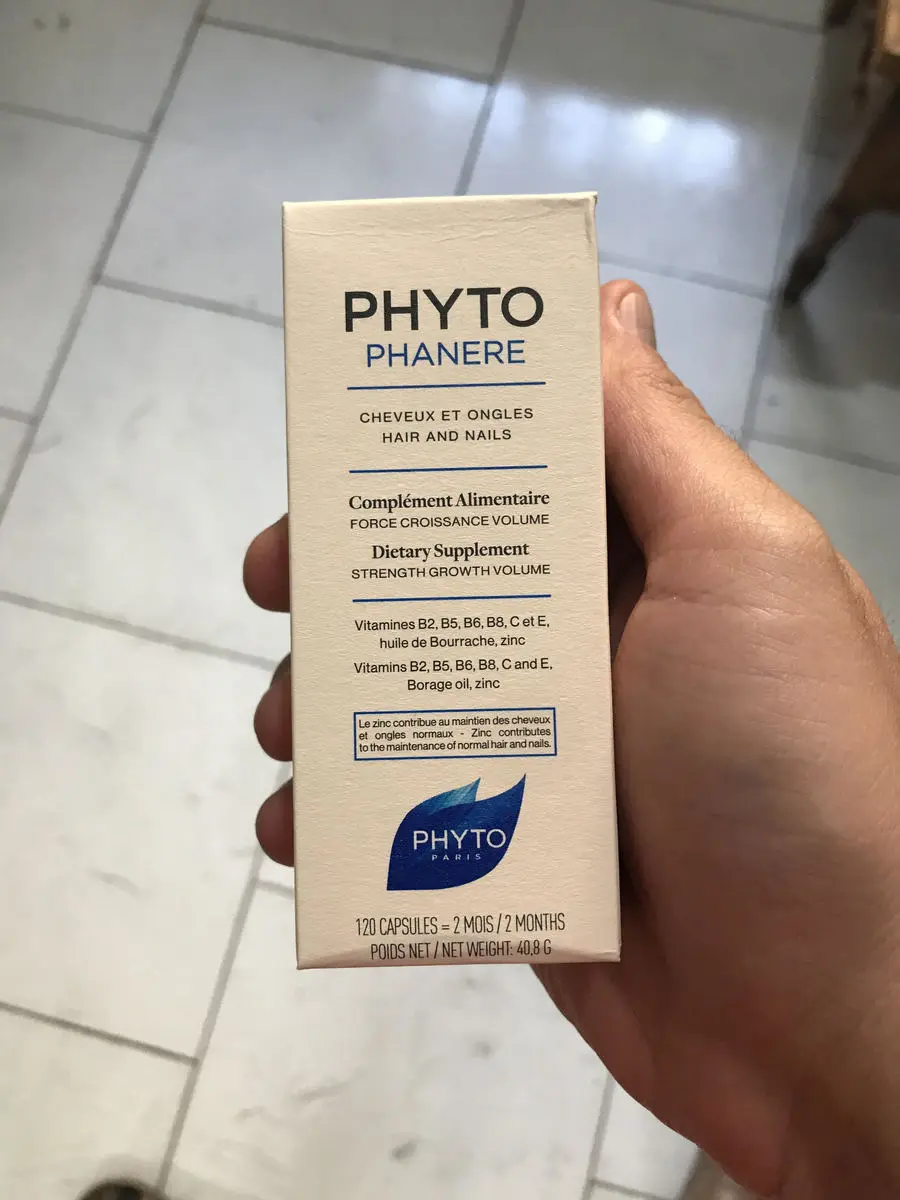 PHYTO
PHANERE
CHEVEUX ET ONGLES
HAIR AND NAILS
Complément Alimentaire
FORCE CROISSANCE VOLUME
Dietary Supplement
STRENGTH GROWTH VOLUME
Vitamines B2, B5, B6, B8, C et E,
huile de Bourrache, zinc
Vitamins B2, B5, B6, B8, C and E,
Borage oil, zinc
Le zinc contribue au maintien des cheveux
et ongles normaux - Zinc contributes
to the maintenance of normal hair and nails.
PHYTO
PARIS
120 CAPSULES = 2 MOIS / 2 MONTHS
POIDS NET / NET WEIGHT: 40,8 G